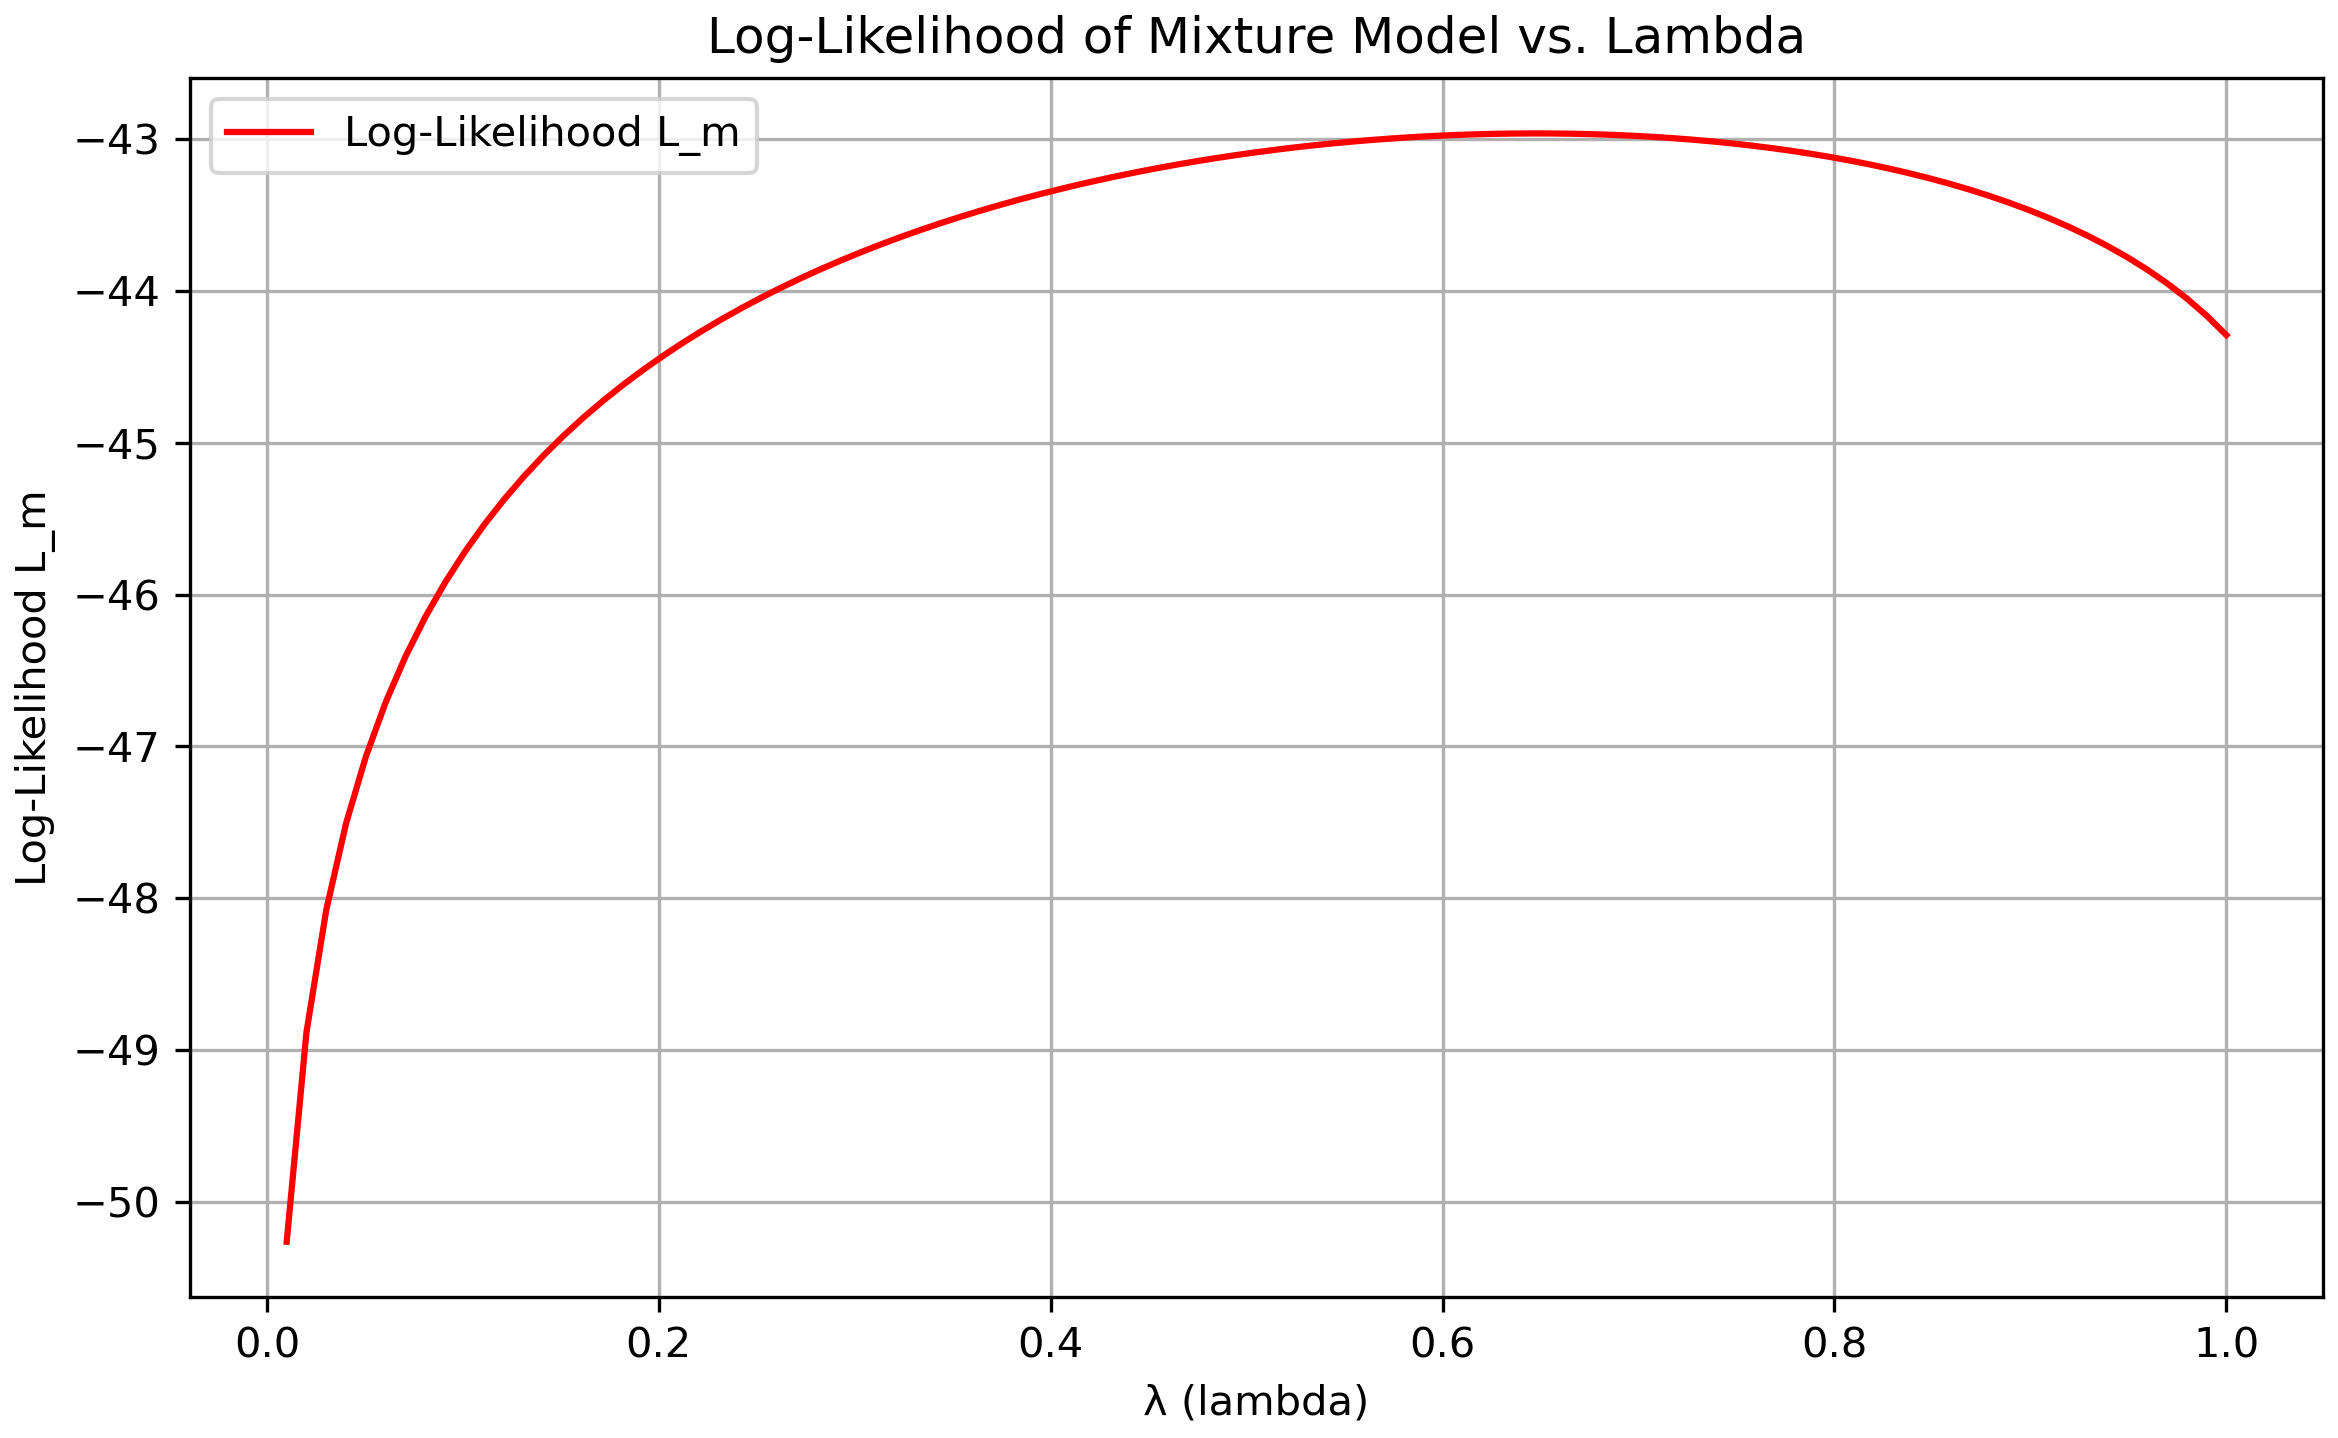 Log-Likelihood of Mixture Model vs. Lambda
Log-Likelihood L_m
−43
−44
−45
−46
−47
−48
−49
−50
Log-Likelihood L_m
0.0 0.2 0.4 0.6 0.8 1.0
λ (lambda)